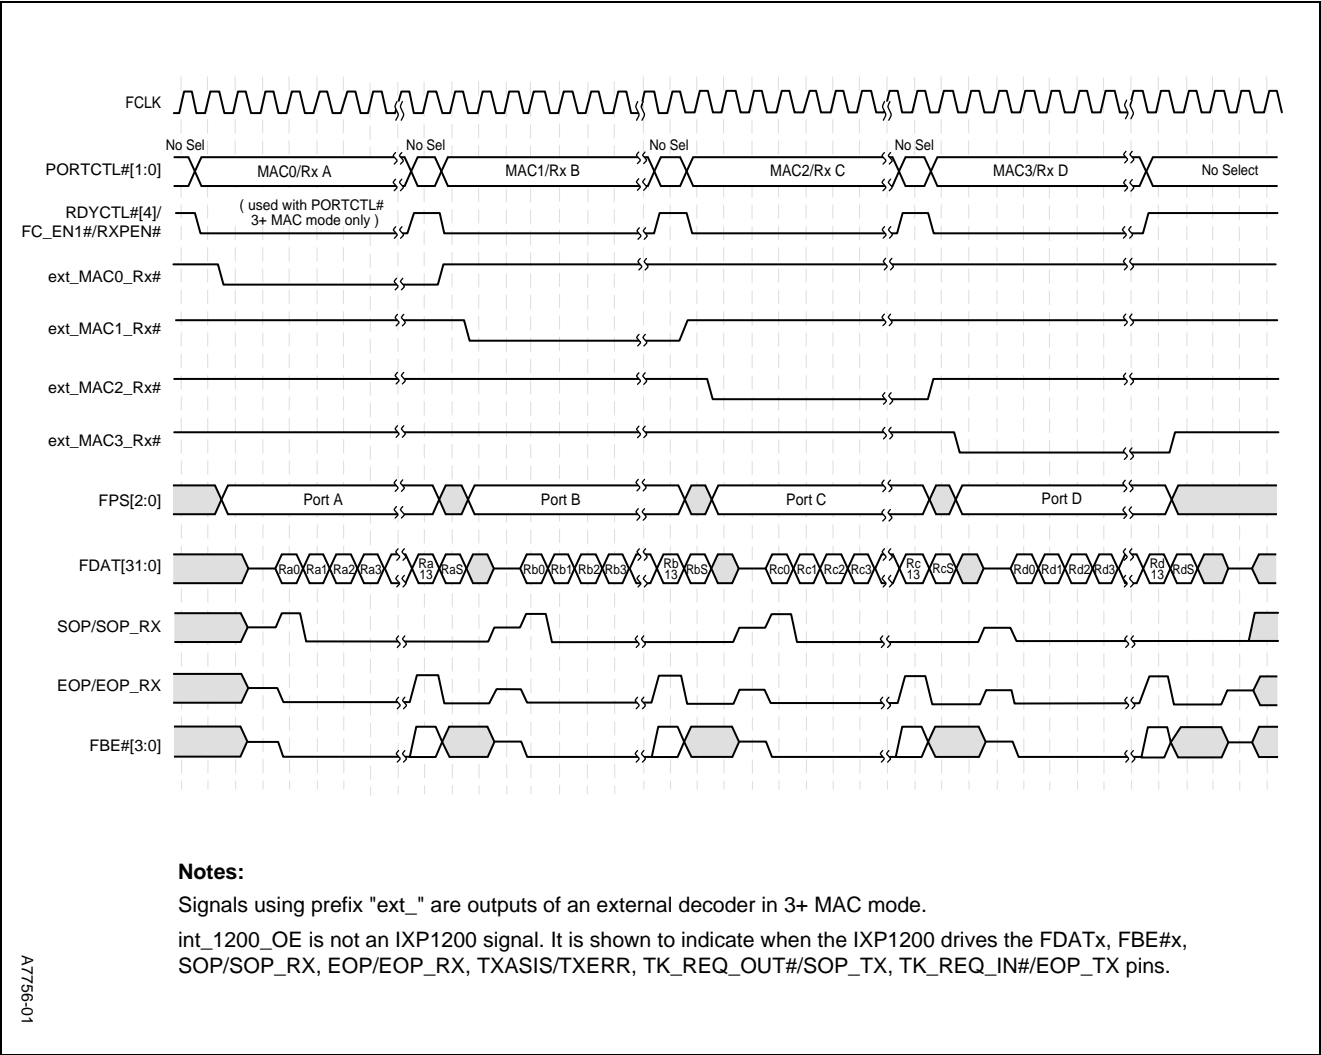 FCLK
No Sel No Sel No Sel No Sel
PORTCTL#[1:0] MAC0/Rx A MAC1/Rx B MAC2/Rx C MAC3/Rx D No Select
RDYCTL#[4]/
FC_EN1#/RXPEN#
( used with PORTCTL#
3+ MAC mode only )
ext_MAC0_Rx#
ext_MAC1_Rx#
ext_MAC2_Rx#
ext_MAC3_Rx#
FPS[2:0] Port A Port B Port C Port D
FDAT[31:0] Ra0 Ra1 Ra2 Ra3 Ra 13 RaS Rb0 Rb1 Rb2 Rb3 Rb 13 RbS Rc0 Rc1 Rc2 Rc3 Rc 13 RcS Rd0 Rd1 Rd2 Rd3 Rd 13 RdS
SOP/SOP_RX
EOP/EOP_RX
FBE#[3:0]
Notes:
Signals using prefix "ext_" are outputs of an external decoder in 3+ MAC mode.
int_1200_OE is not an IXP1200 signal. It is shown to indicate when the IXP1200 drives the FDATx, FBE#x,
SOP/SOP_RX, EOP/EOP_RX, TXASIS/TXERR, TK_REQ_OUT#/SOP_TX, TK_REQ_IN#/EOP_TX pins.
A7756-01